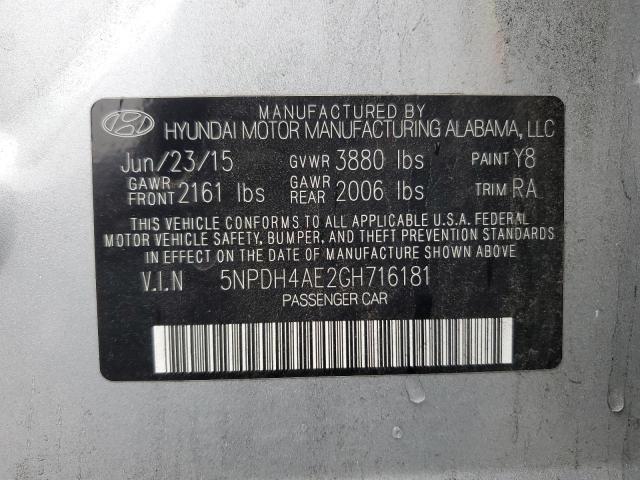 MANUFACTURED BY
HYUNDAI MOTOR MANUFACTURING ALABAMA, LLC
Jun/23/15 GVWR 3880 lbs PAINT Y8
GAWR FRONT 2161 lbs GAWR REAR 2006 lbs TRIM RA
THIS VEHICLE CONFORMS TO ALL APPLICABLE U.S.A. FEDERAL
MOTOR VEHICLE SAFETY, BUMPER, AND THEFT PREVENTION STANDARDS
IN EFFECT ON THE DATE OF MANUFACTURE SHOWN ABOVE.
V.I.N 5NPDH4AE2GH716181
PASSENGER CAR